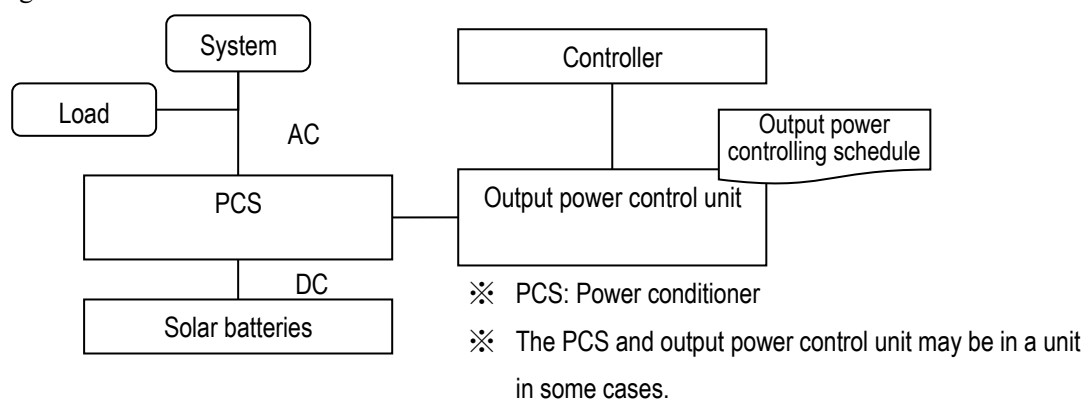 System
Controller
Load
Output power
controlling schedule
AC
PCS
Output power control unit
DC
Solar batteries
※ PCS: Power conditioner
※ The PCS and output power control unit may be in a unit
in some cases.